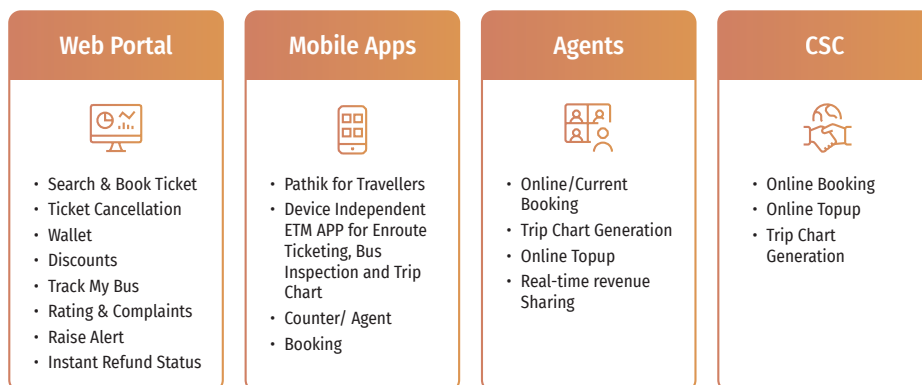 Web Portal
• Search & Book Ticket
• Ticket Cancellation
• Wallet
• Discounts
• Track My Bus
• Rating & Complaints
• Raise Alert
• Instant Refund Status
Mobile Apps
• Pathik for Travellers
• Device Independent
ETM APP for Enroute
Ticketing, Bus
Inspection and Trip
Chart
• Counter/ Agent
• Booking
Agents
• Online/Current
Booking
• Trip Chart Generation
• Online Topup
• Real-time revenue
Sharing
CSC
• Online Booking
• Online Topup
• Trip Chart
Generation